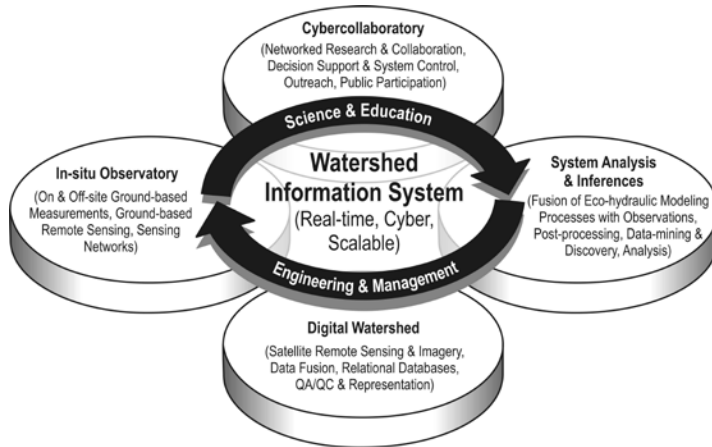 Cybercollaboratory
(Networked Research & Collaboration,
Decision Support & System Control,
Outreach, Public Participation)
Science & Education
In-situ Observatory
(On & Off-site Ground-based
Measurements, Ground-based
Remote Sensing, Sensing
Networks)
Watershed
Information System
(Real-time, Cyber,
Scalable)
System Analysis
& Inferences
(Fusion of Eco-hydraulic Modeling
Processes with Observations,
Post-processing, Data-mining &
Discovery, Analysis)
Engineering & Management
Digital Watershed
(Satellite Remote Sensing & Imagery,
Data Fusion, Relational Databases,
QA/QC & Representation)